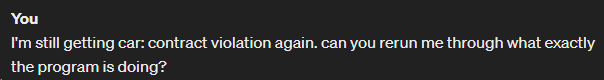 You
I'm still getting car: contract violation again. can you rerun me through what exactly
the program is doing?